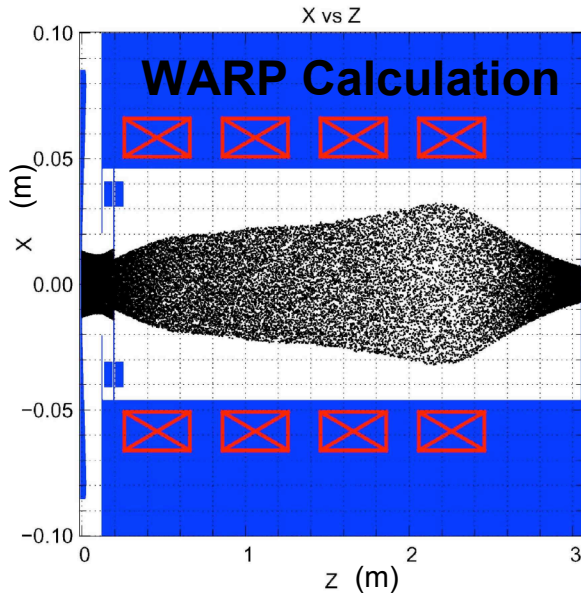 X vs Z
WARP Calculation
0.10
0.05
0.00
−0.05
−0.10
X (m)
0
1
2
3
Z (m)